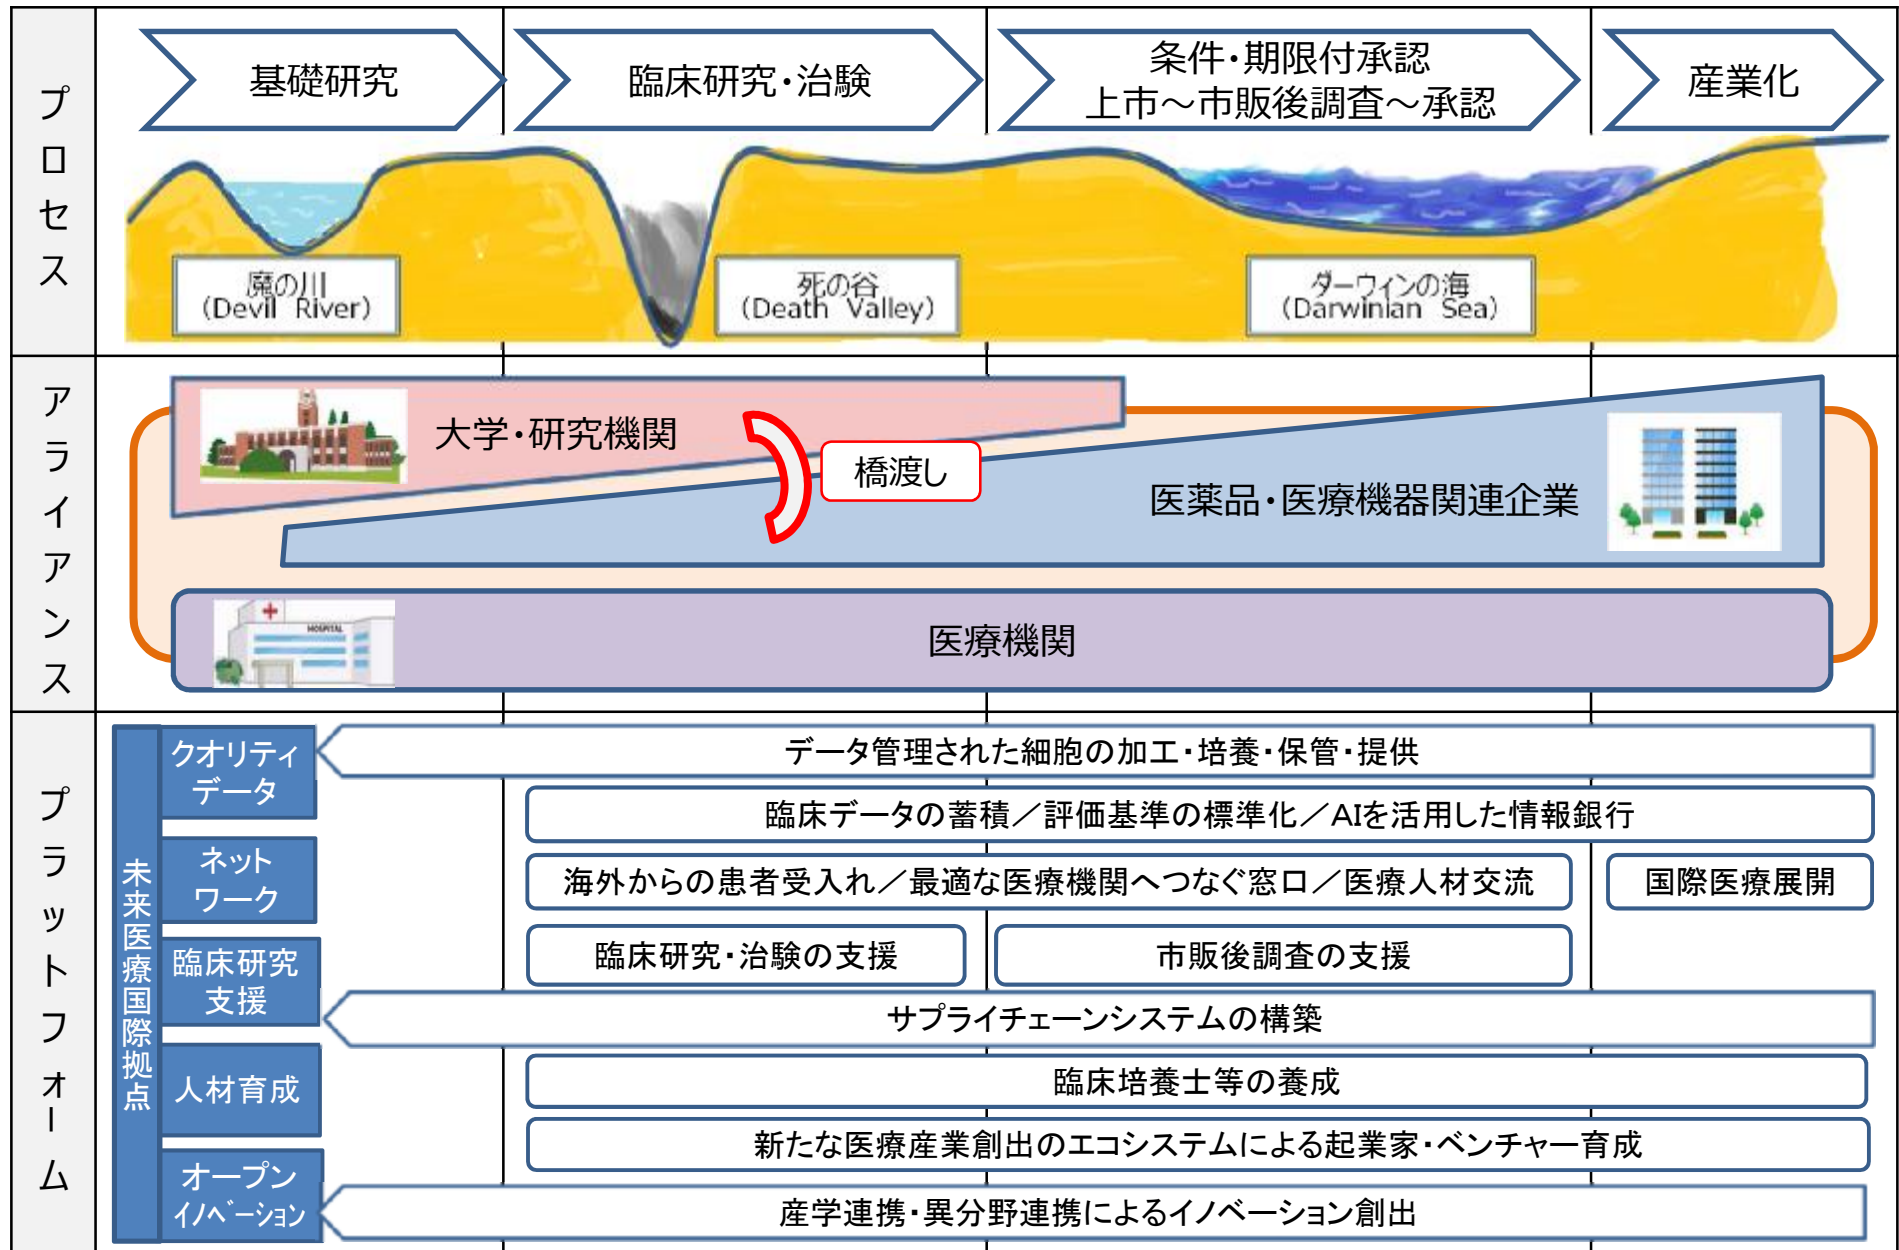 プロセス
基礎研究
臨床研究・治験
条件・期限付承認
上市～市販後調査～承認
産業化
魔の川
(Devil River)
死の谷
(Death Valley)
ダーウィンの海
(Darwinian Sea)
アライアンス
大学・研究機関
橋渡し
医薬品・医療機器関連企業
HOSPITAL
医療機関
プラットフォーム
未来医療国際拠点
クオリティ
データ
データ管理された細胞の加工・培養・保管・提供
臨床データの蓄積／評価基準の標準化／AIを活用した情報銀行
ネット
ワーク
海外からの患者受入れ／最適な医療機関へつなぐ窓口／医療人材交流
国際医療展開
臨床研究
支援
臨床研究・治験の支援
市販後調査の支援
サプライチェーンシステムの構築
人材育成
臨床培養士等の養成
新たな医療産業創出のエコシステムによる起業家・ベンチャー育成
オープン
イノベーション
産学連携・異分野連携によるイノベーション創出